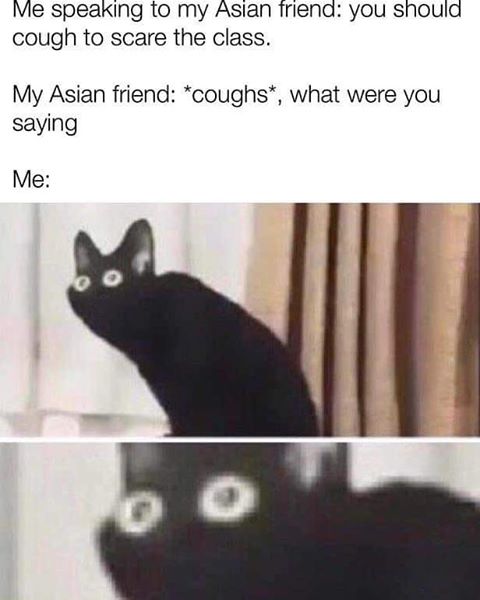 Me speaking to my Asian friend: you should
cough to scare the class.
My Asian friend: *coughs*, what were you
saying
Me: